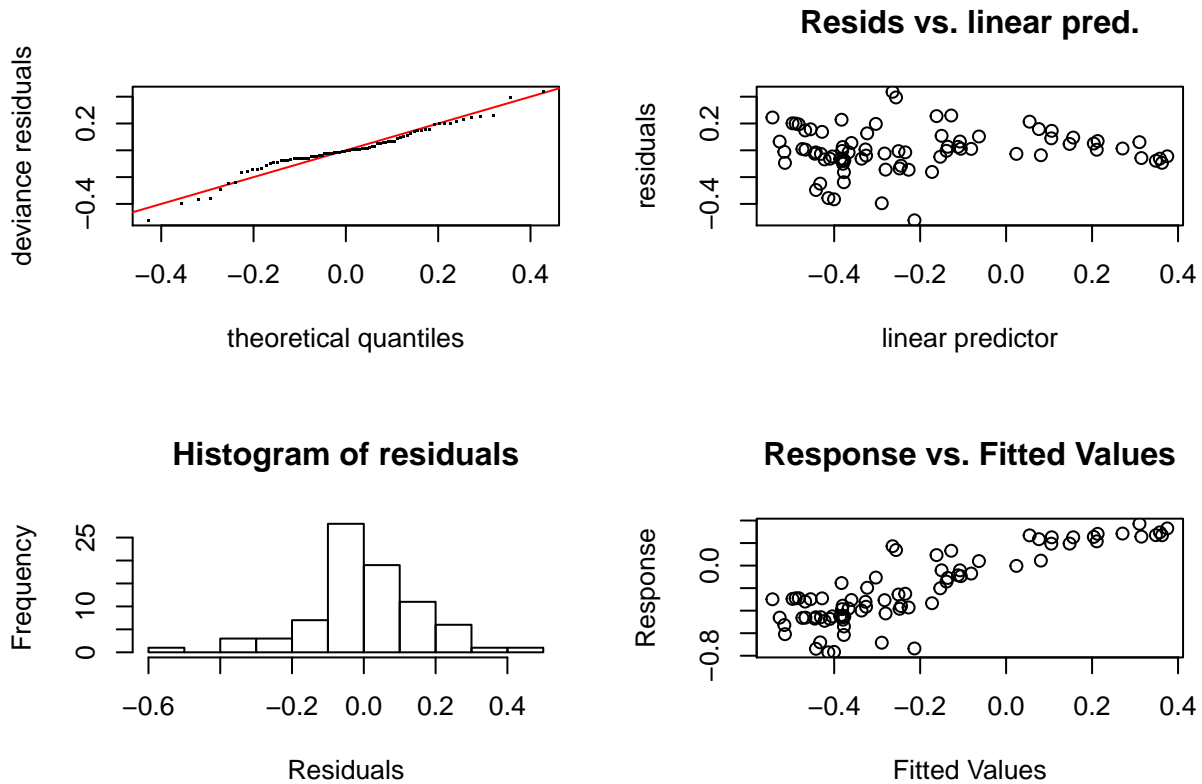 deviance residuals
−0.4
0.2
−0.4 −0.2 0.0 0.2 0.4
theoretical quantiles
Resids vs. linear pred.
residuals
−0.4
0.2
−0.4 −0.2 0.0 0.2 0.4
linear predictor
Histogram of residuals
Frequency
0
10
25
−0.6 −0.2 0.0 0.2 0.4
Residuals
Response vs. Fitted Values
Response
−0.8
0.0
−0.4 −0.2 0.0 0.2 0.4
Fitted Values